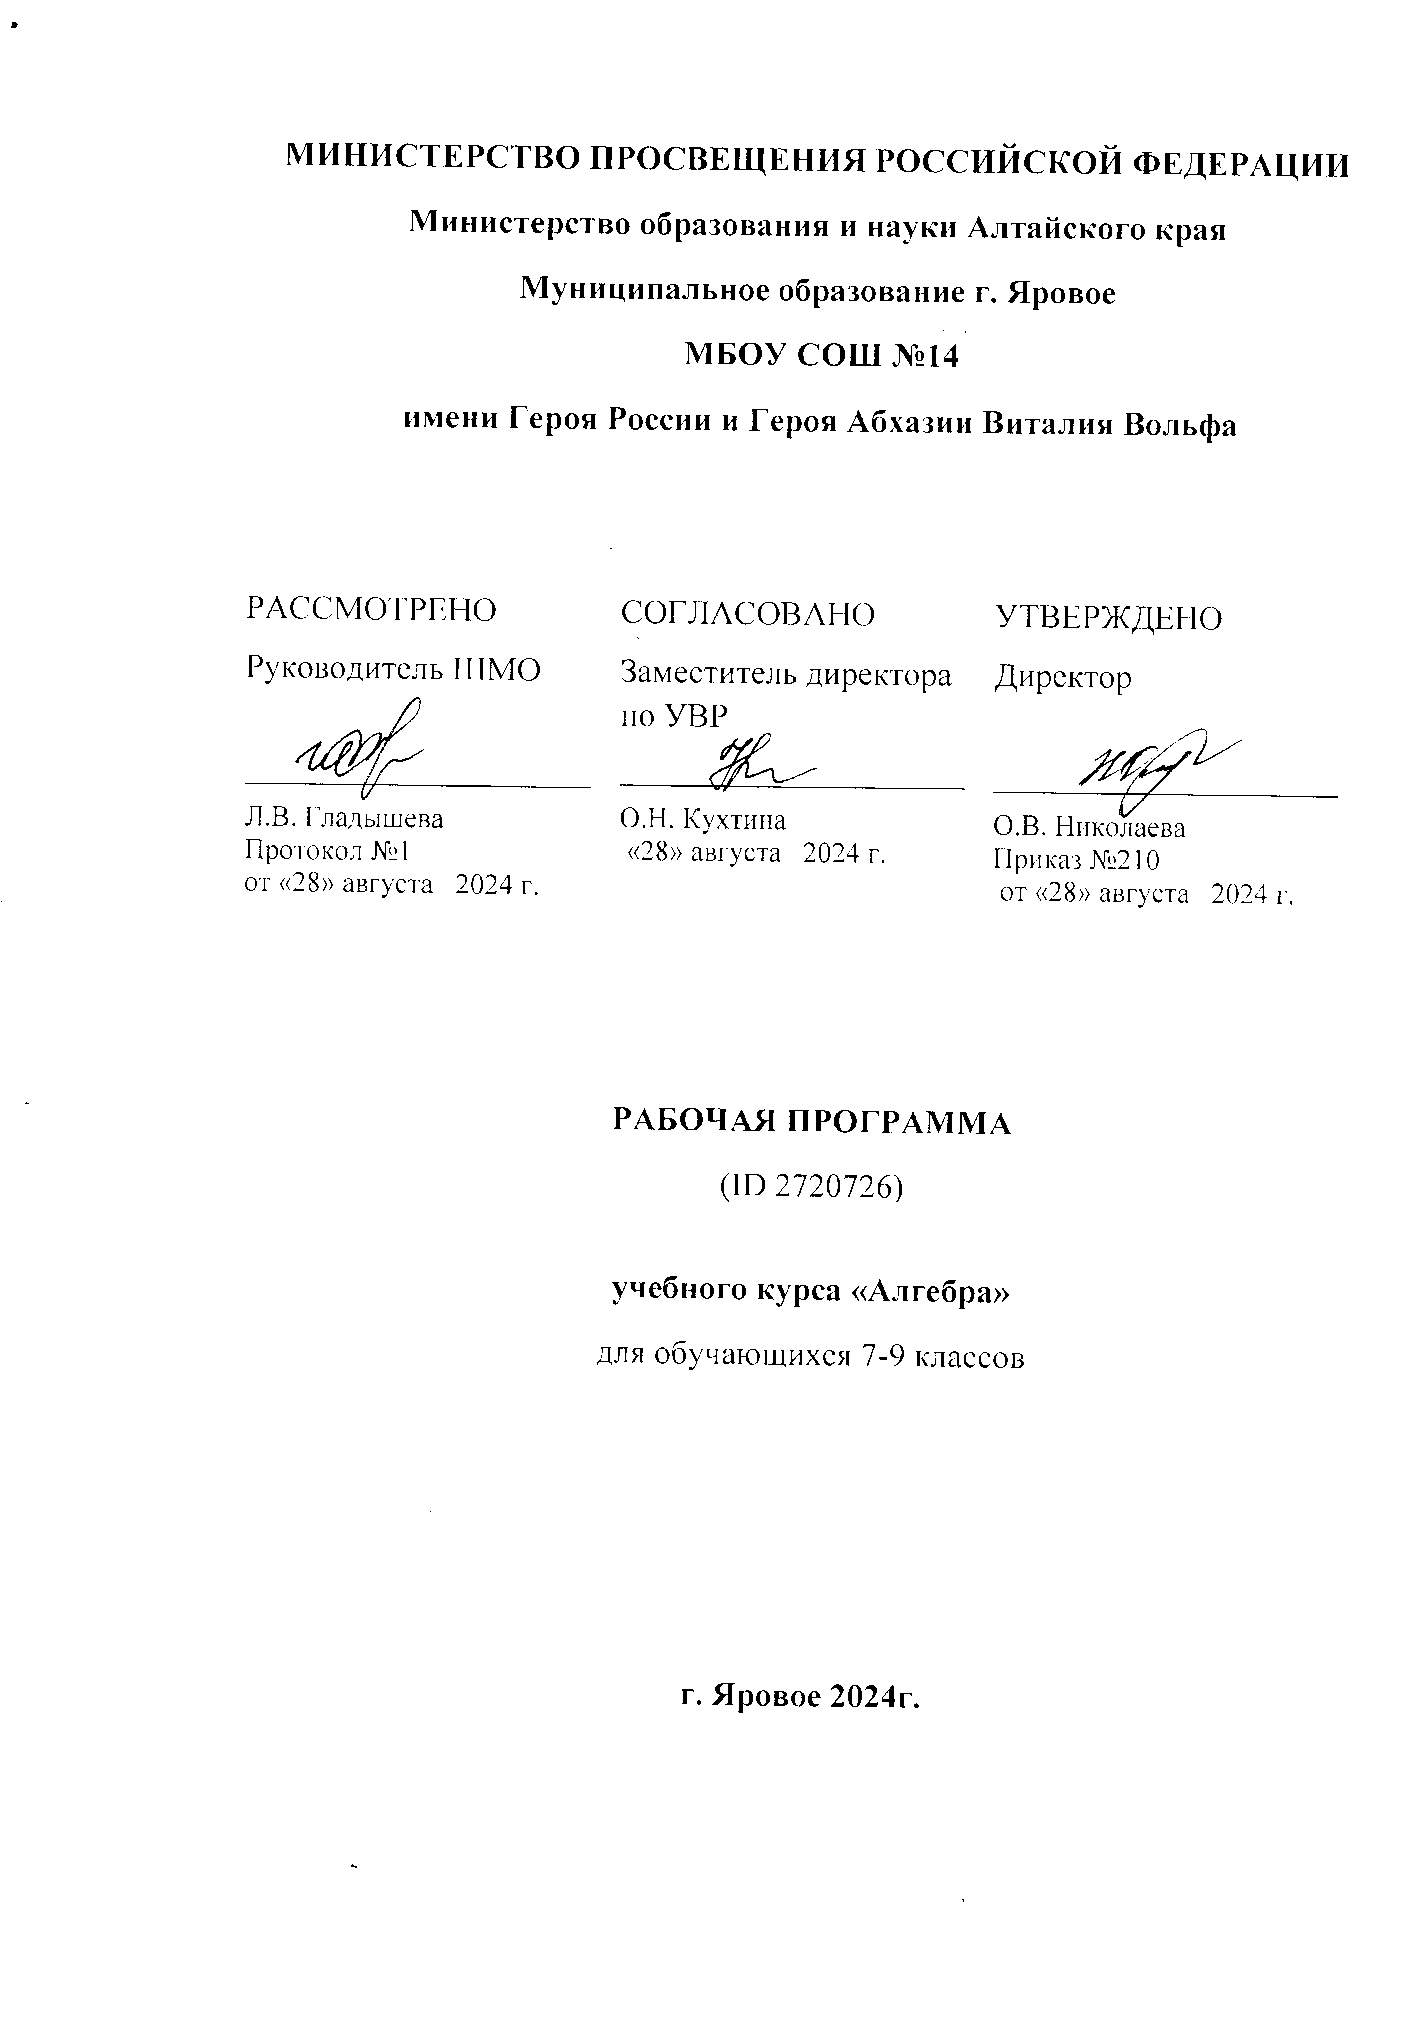 МИНИСТЕРСТВО ПРОСВЕЩЕНИЯ РОССИЙСКОЙ ФЕДЕРАЦИИ
Министерство образования и науки Алтайского края
Муниципальное образование г. Яровое
МБОУ СОШ №14
имени Героя России и Героя Абхазии Виталия Вольфа
РАССМОТРЕНО
Руководитель ШМО
Л.В. Гладышева
Протокол №1
от «28» августа 2024 г.
СОГЛАСОВАНО
Заместитель директора
по УВР
О.Н. Кухтина
«28» августа 2024 г.
УТВЕРЖДЕНО
Директор
О.В. Николаева
Приказ №210
от «28» августа 2024 г.
РАБОЧАЯ ПРОГРАММА
(ID 2720726)
учебного курса «Алгебра»
для обучающихся 7-9 классов
г. Яровое 2024г.